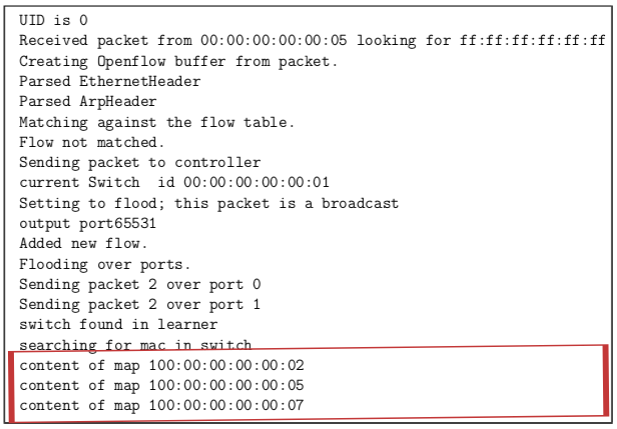 UID is 0
Received packet from 00:00:00:00:00:05 looking for ff:ff:ff:ff:ff:ff
Creating Openflow buffer from packet.
Parsed EthernetHeader
Parsed ArpHeader
Matching against the flow table.
Flow not matched.
Sending packet to controller
current Switch  id 00:00:00:00:00:01
Setting to flood; this packet is a broadcast
output port65531
Added new flow.
Flooding over ports.
Sending packet 2 over port 0
Sending packet 2 over port 1
switch found in learner
searching for mac in switch
content of map 100:00:00:00:00:02
content of map 100:00:00:00:00:05
content of map 100:00:00:00:00:07